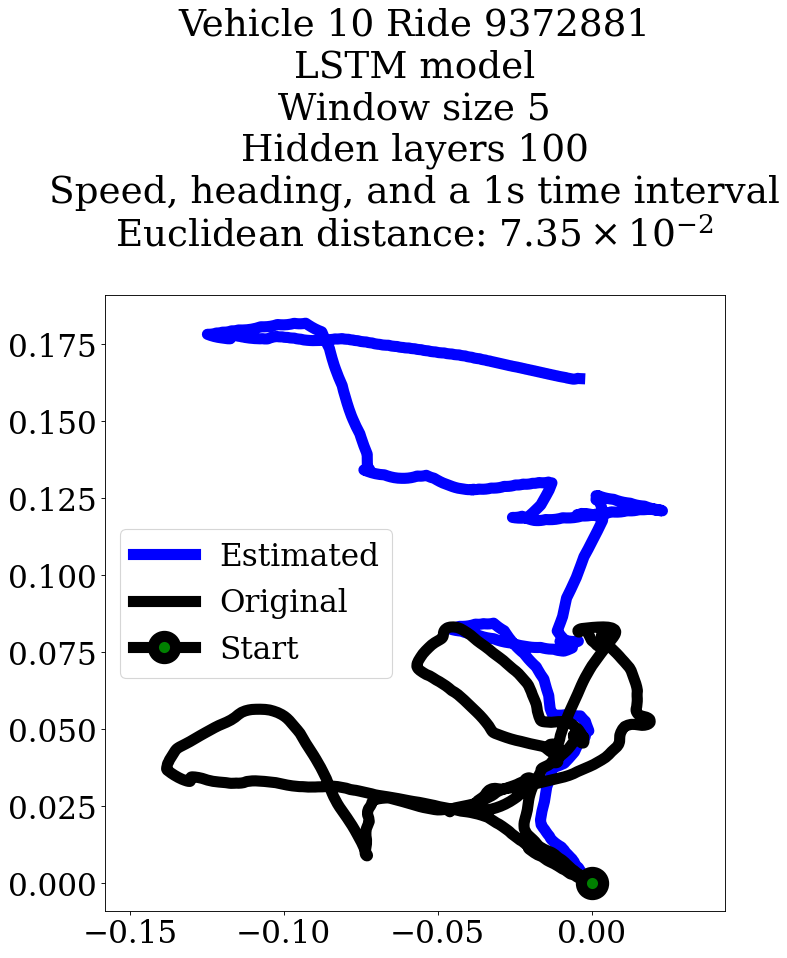 Vehicle 10 Ride 9372881
LSTM model
Window size 5
Hidden layers 100
Speed, heading, and a 1s time interval
Euclidean distance: 7.35 × 10⁻²
0.175
0.150
0.125
0.100
0.075
0.050
0.025
0.000
Estimated
Original
Start
−0.15
−0.10
−0.05
0.00